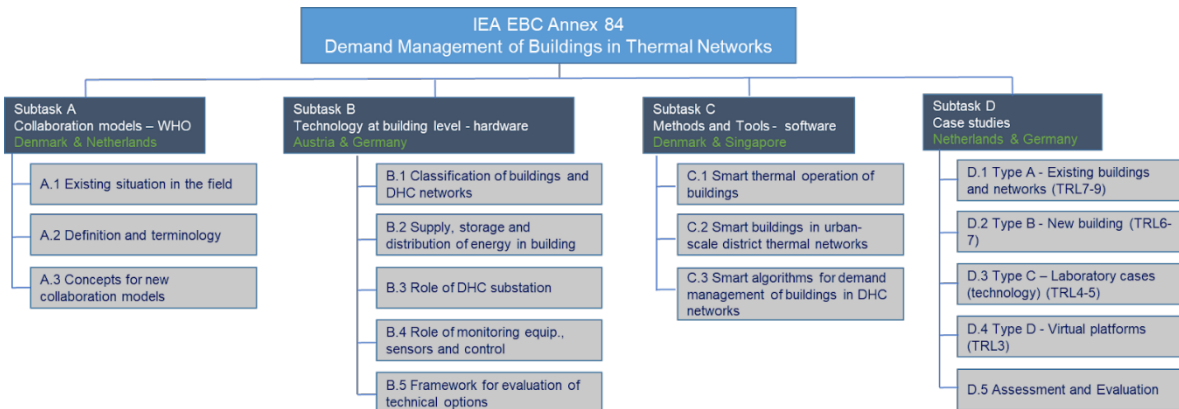 IEA EBC Annex 84
Demand Management of Buildings in Thermal Networks
Subtask A
Collaboration models – WHO
Denmark & Netherlands
A.1 Existing situation in the field
A.2 Definition and terminology
A.3 Concepts for new
collaboration models
Subtask B
Technology at building level - hardware
Austria & Germany
B.1 Classification of buildings and
DHC networks
B.2 Supply, storage and
distribution of energy in building
B.3 Role of DHC substation
B.4 Role of monitoring equip.,
sensors and control
B.5 Framework for evaluation of
technical options
Subtask C
Methods and Tools - software
Denmark & Singapore
C.1 Smart thermal operation of
buildings
C.2 Smart buildings in urban-
scale district thermal networks
C.3 Smart algorithms for demand
management of buildings in DHC
networks
Subtask D
Case studies
Netherlands & Germany
D.1 Type A - Existing buildings
and networks (TRL7-9)
D.2 Type B - New building (TRL6-
7)
D.3 Type C – Laboratory cases
(technology) (TRL4-5)
D.4 Type D - Virtual platforms
(TRL3)
D.5 Assessment and Evaluation